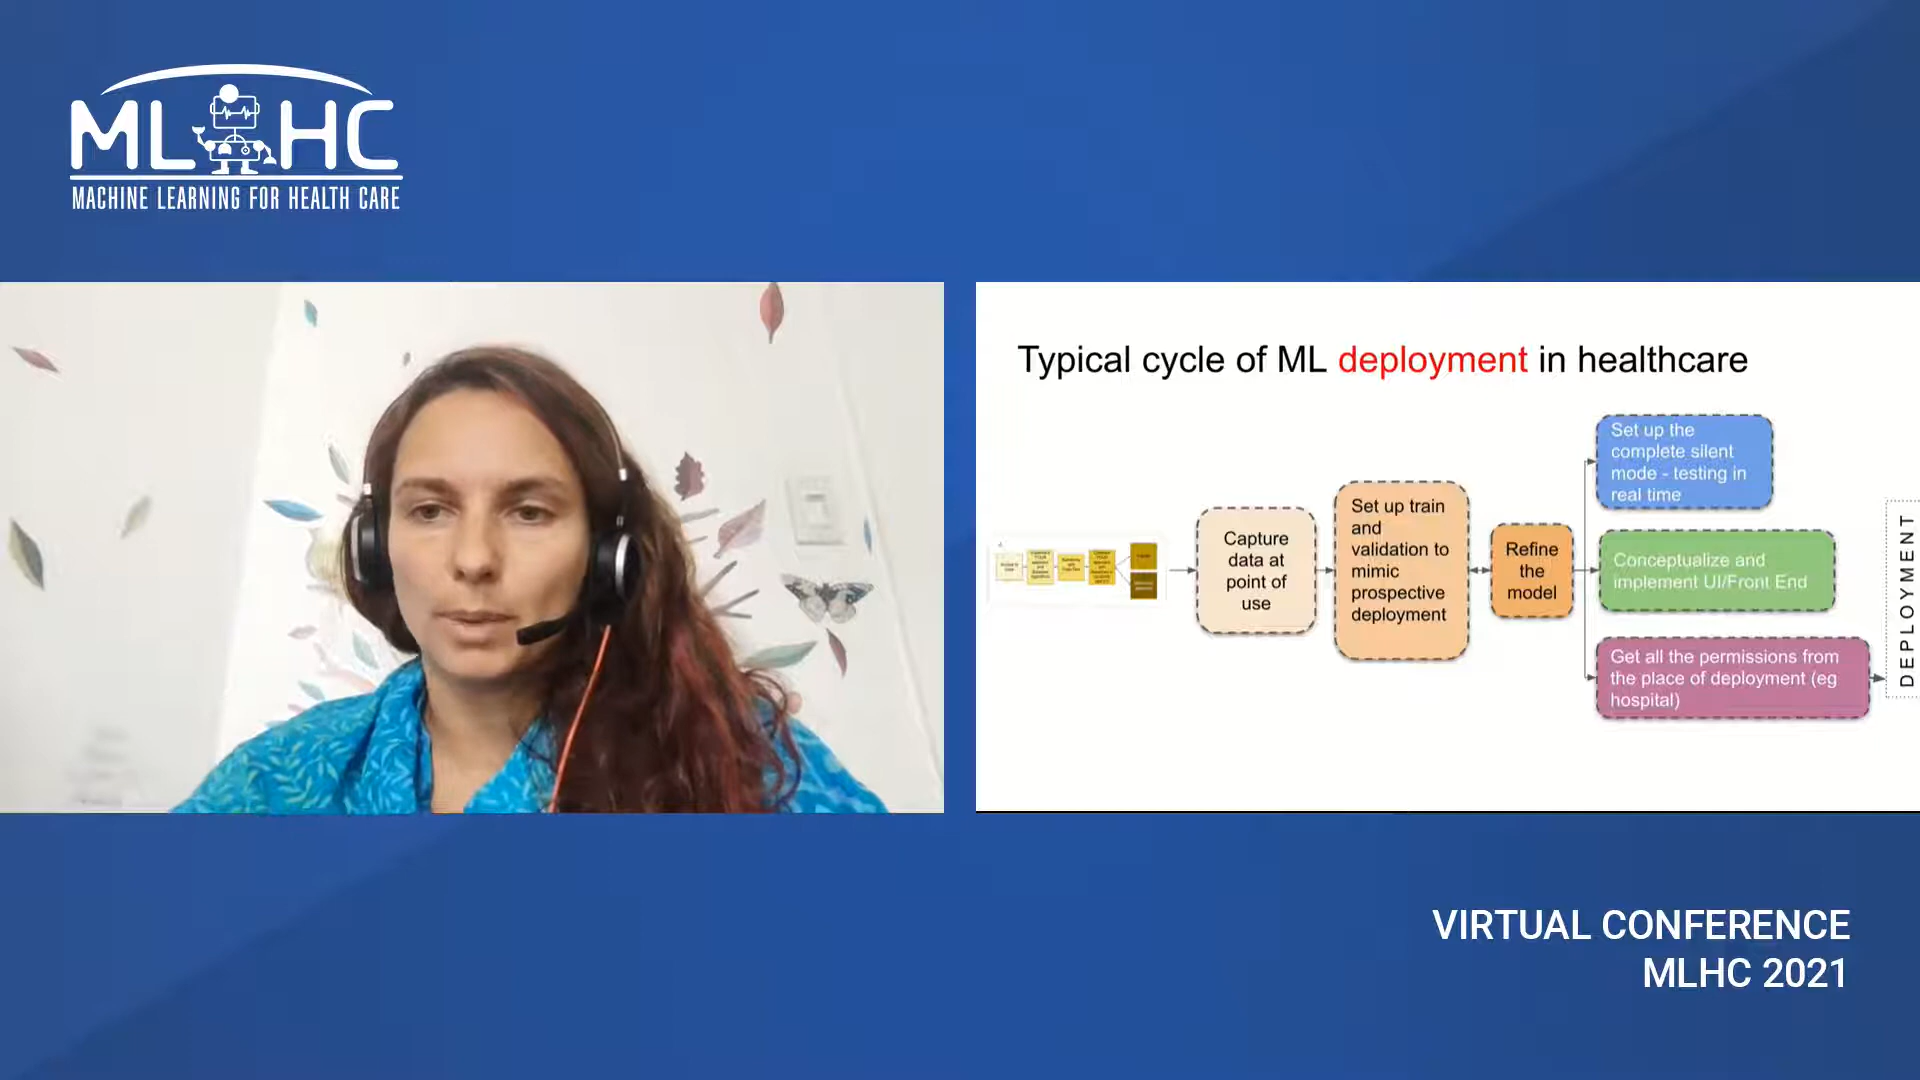 MLHC
MACHINE LEARNING FOR HEALTH CARE
Typical cycle of ML deployment in healthcare
Capture
data at
point of
use
Set up train
and
validation to
mimic
prospective
deployment
Refine
the
model
Set up the
complete silent
mode - testing in
real time
Conceptualize and
implement UI/Front End
Get all the permissions from
the place of deployment (eg
hospital)
DEPLOYMENT
VIRTUAL CONFERENCE
MLHC 2021